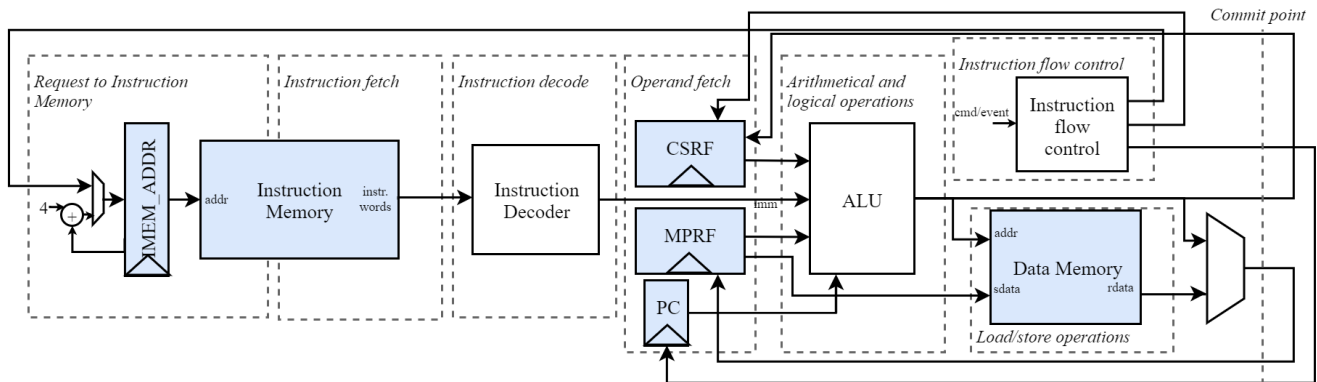 Commit point
Request to Instruction
Memory
Instruction fetch
Instruction decode
Operand fetch
Arithmetical and
logical operations
Instruction flow control
cmd/event
Instruction
flow
control
IMEM_ADDR
4
+
addr
Instruction
Memory
instr.
words
Instruction
Decoder
CSRF
imm
MPRF
PC
ALU
addr
sdata
Data Memory
rdata
Load/store operations